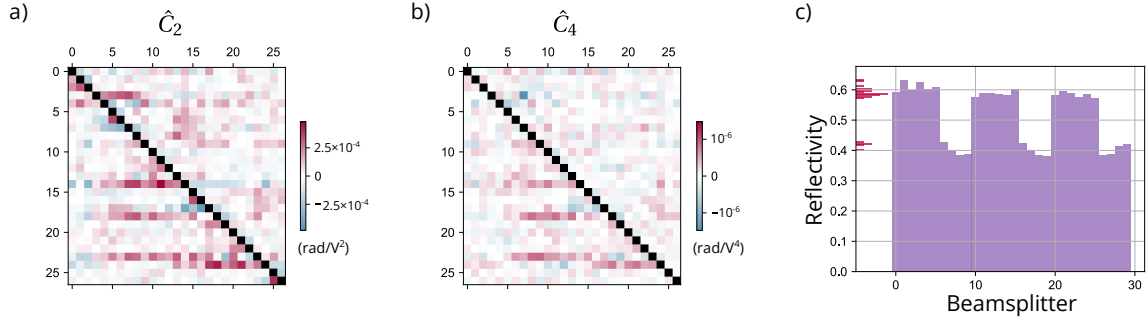 a)
Ĉ₂
0 5 10 15 20 25
0
5
10
15
20
25
2.5×10⁻⁴
0
−2.5×10⁻⁴
(rad/V²)
b)
Ĉ₄
0 5 10 15 20 25
0
5
10
15
20
25
10⁻⁶
0
−10⁻⁶
(rad/V⁴)
c)
Reflectivity
0.6
0.5
0.4
0.3
0.2
0.1
0.0
0 10 20 30
Beamsplitter